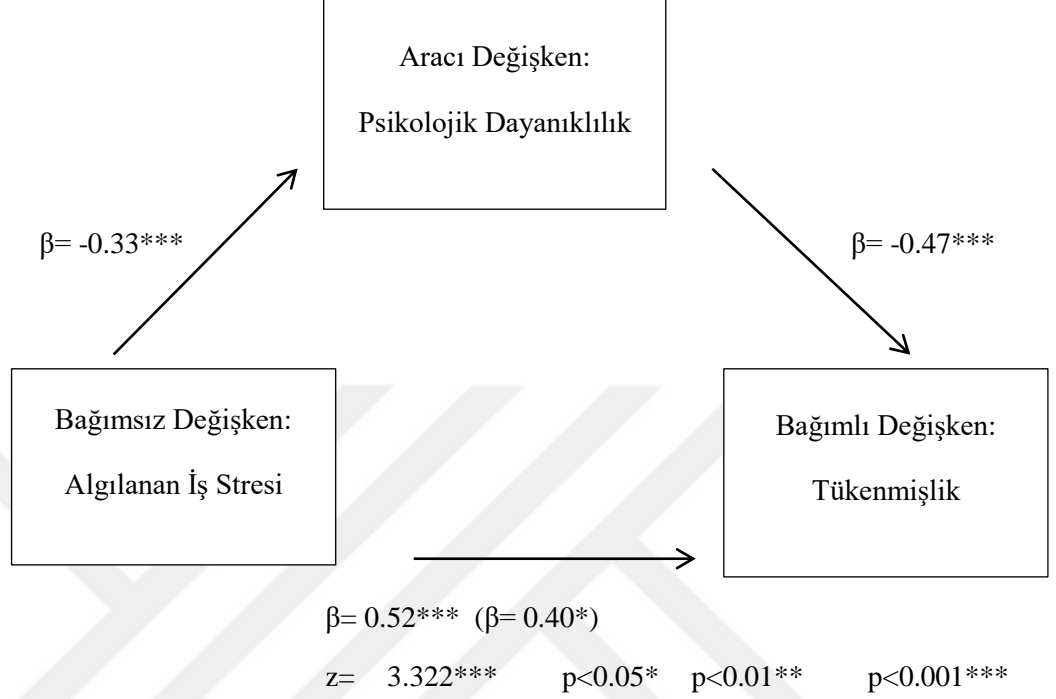 Aracı Değişken:
Psikolojik Dayanıklılık
β= -0.33***
β= -0.47***
Bağımsız Değişken:
Algılanan İş Stresi
Bağımlı Değişken:
Tükenmişlik
β= 0.52*** (β= 0.40*)
z= 3.322*** p<0.05* p<0.01** p<0.001***